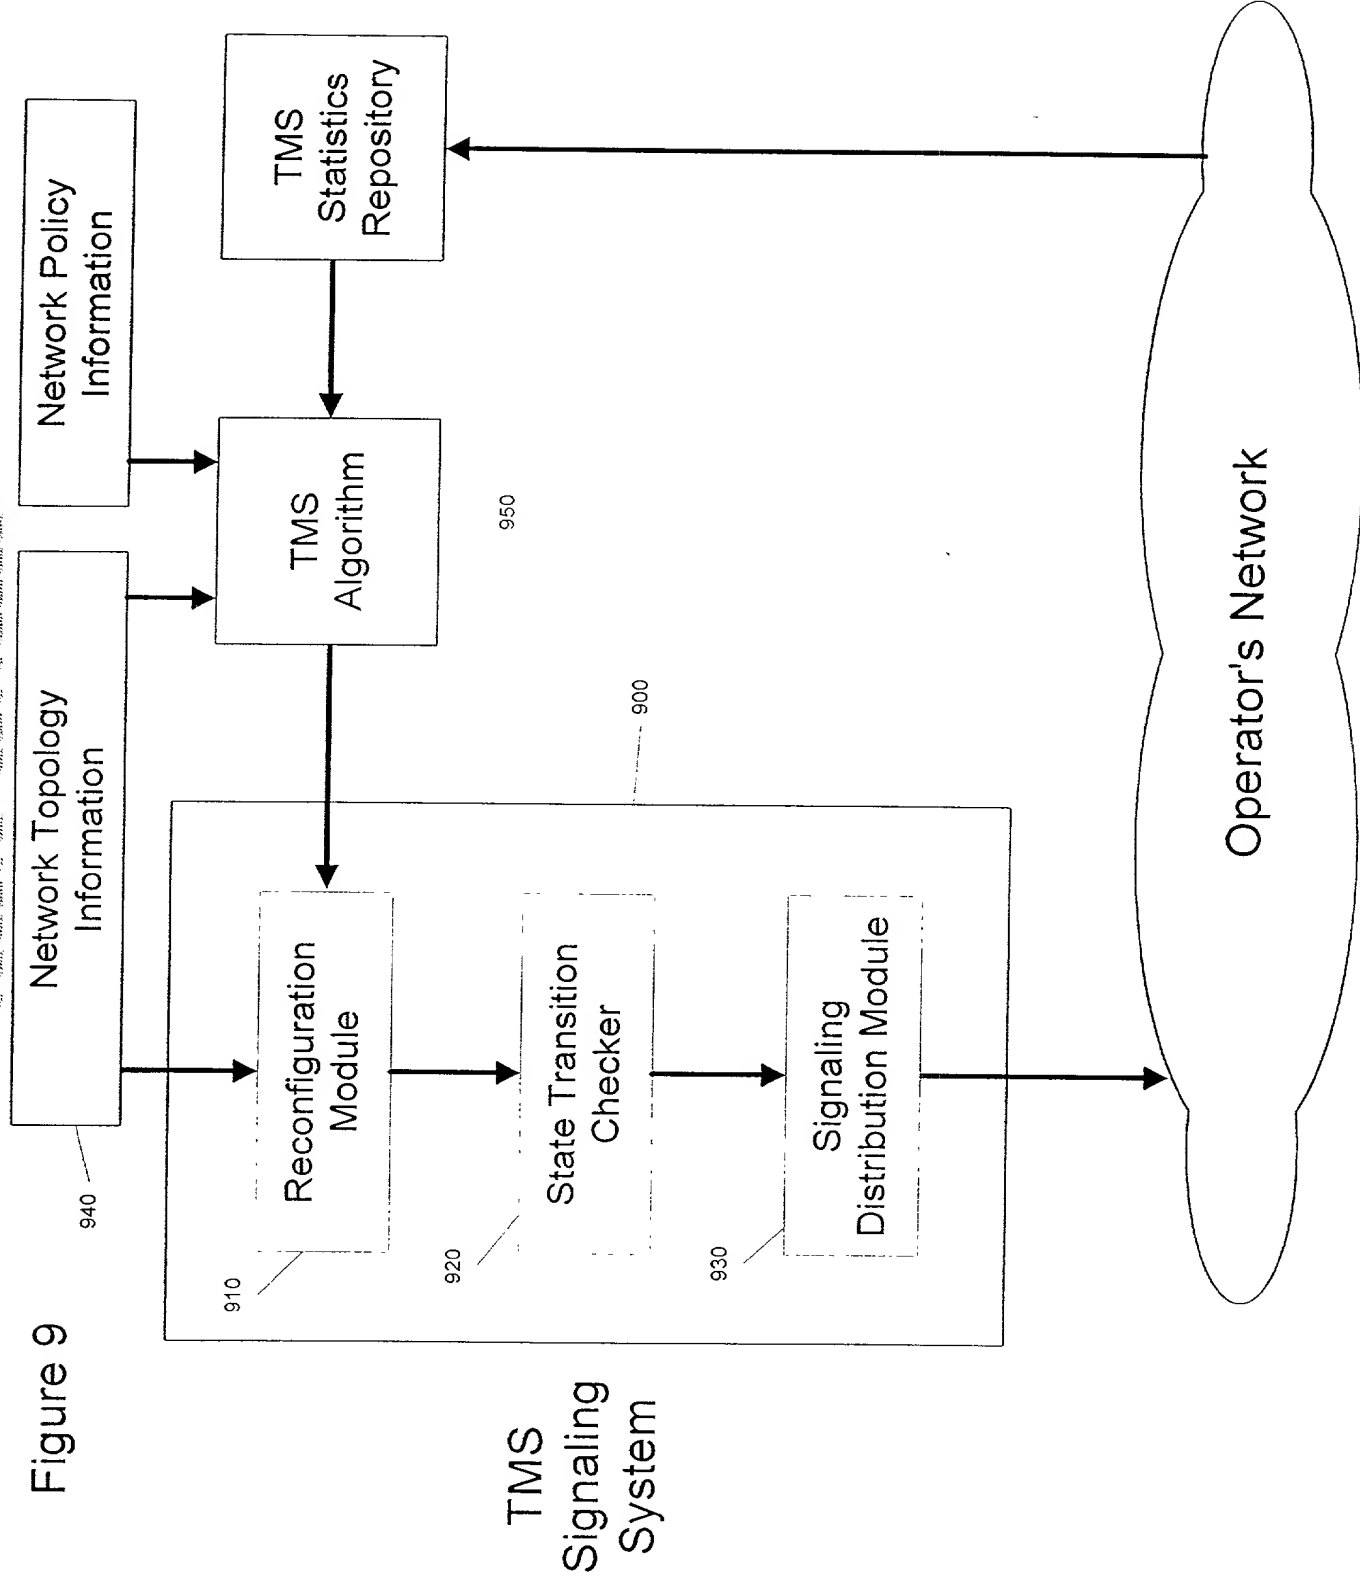 Figure 9
940
Network Topology
Information
Network Policy
Information
910
Reconfiguration
Module
TMS
Algorithm
TMS
Statistics
Repository
950
900
TMS
Signaling
System
920
State Transition
Checker
930
Signaling
Distribution Module
Operator's Network